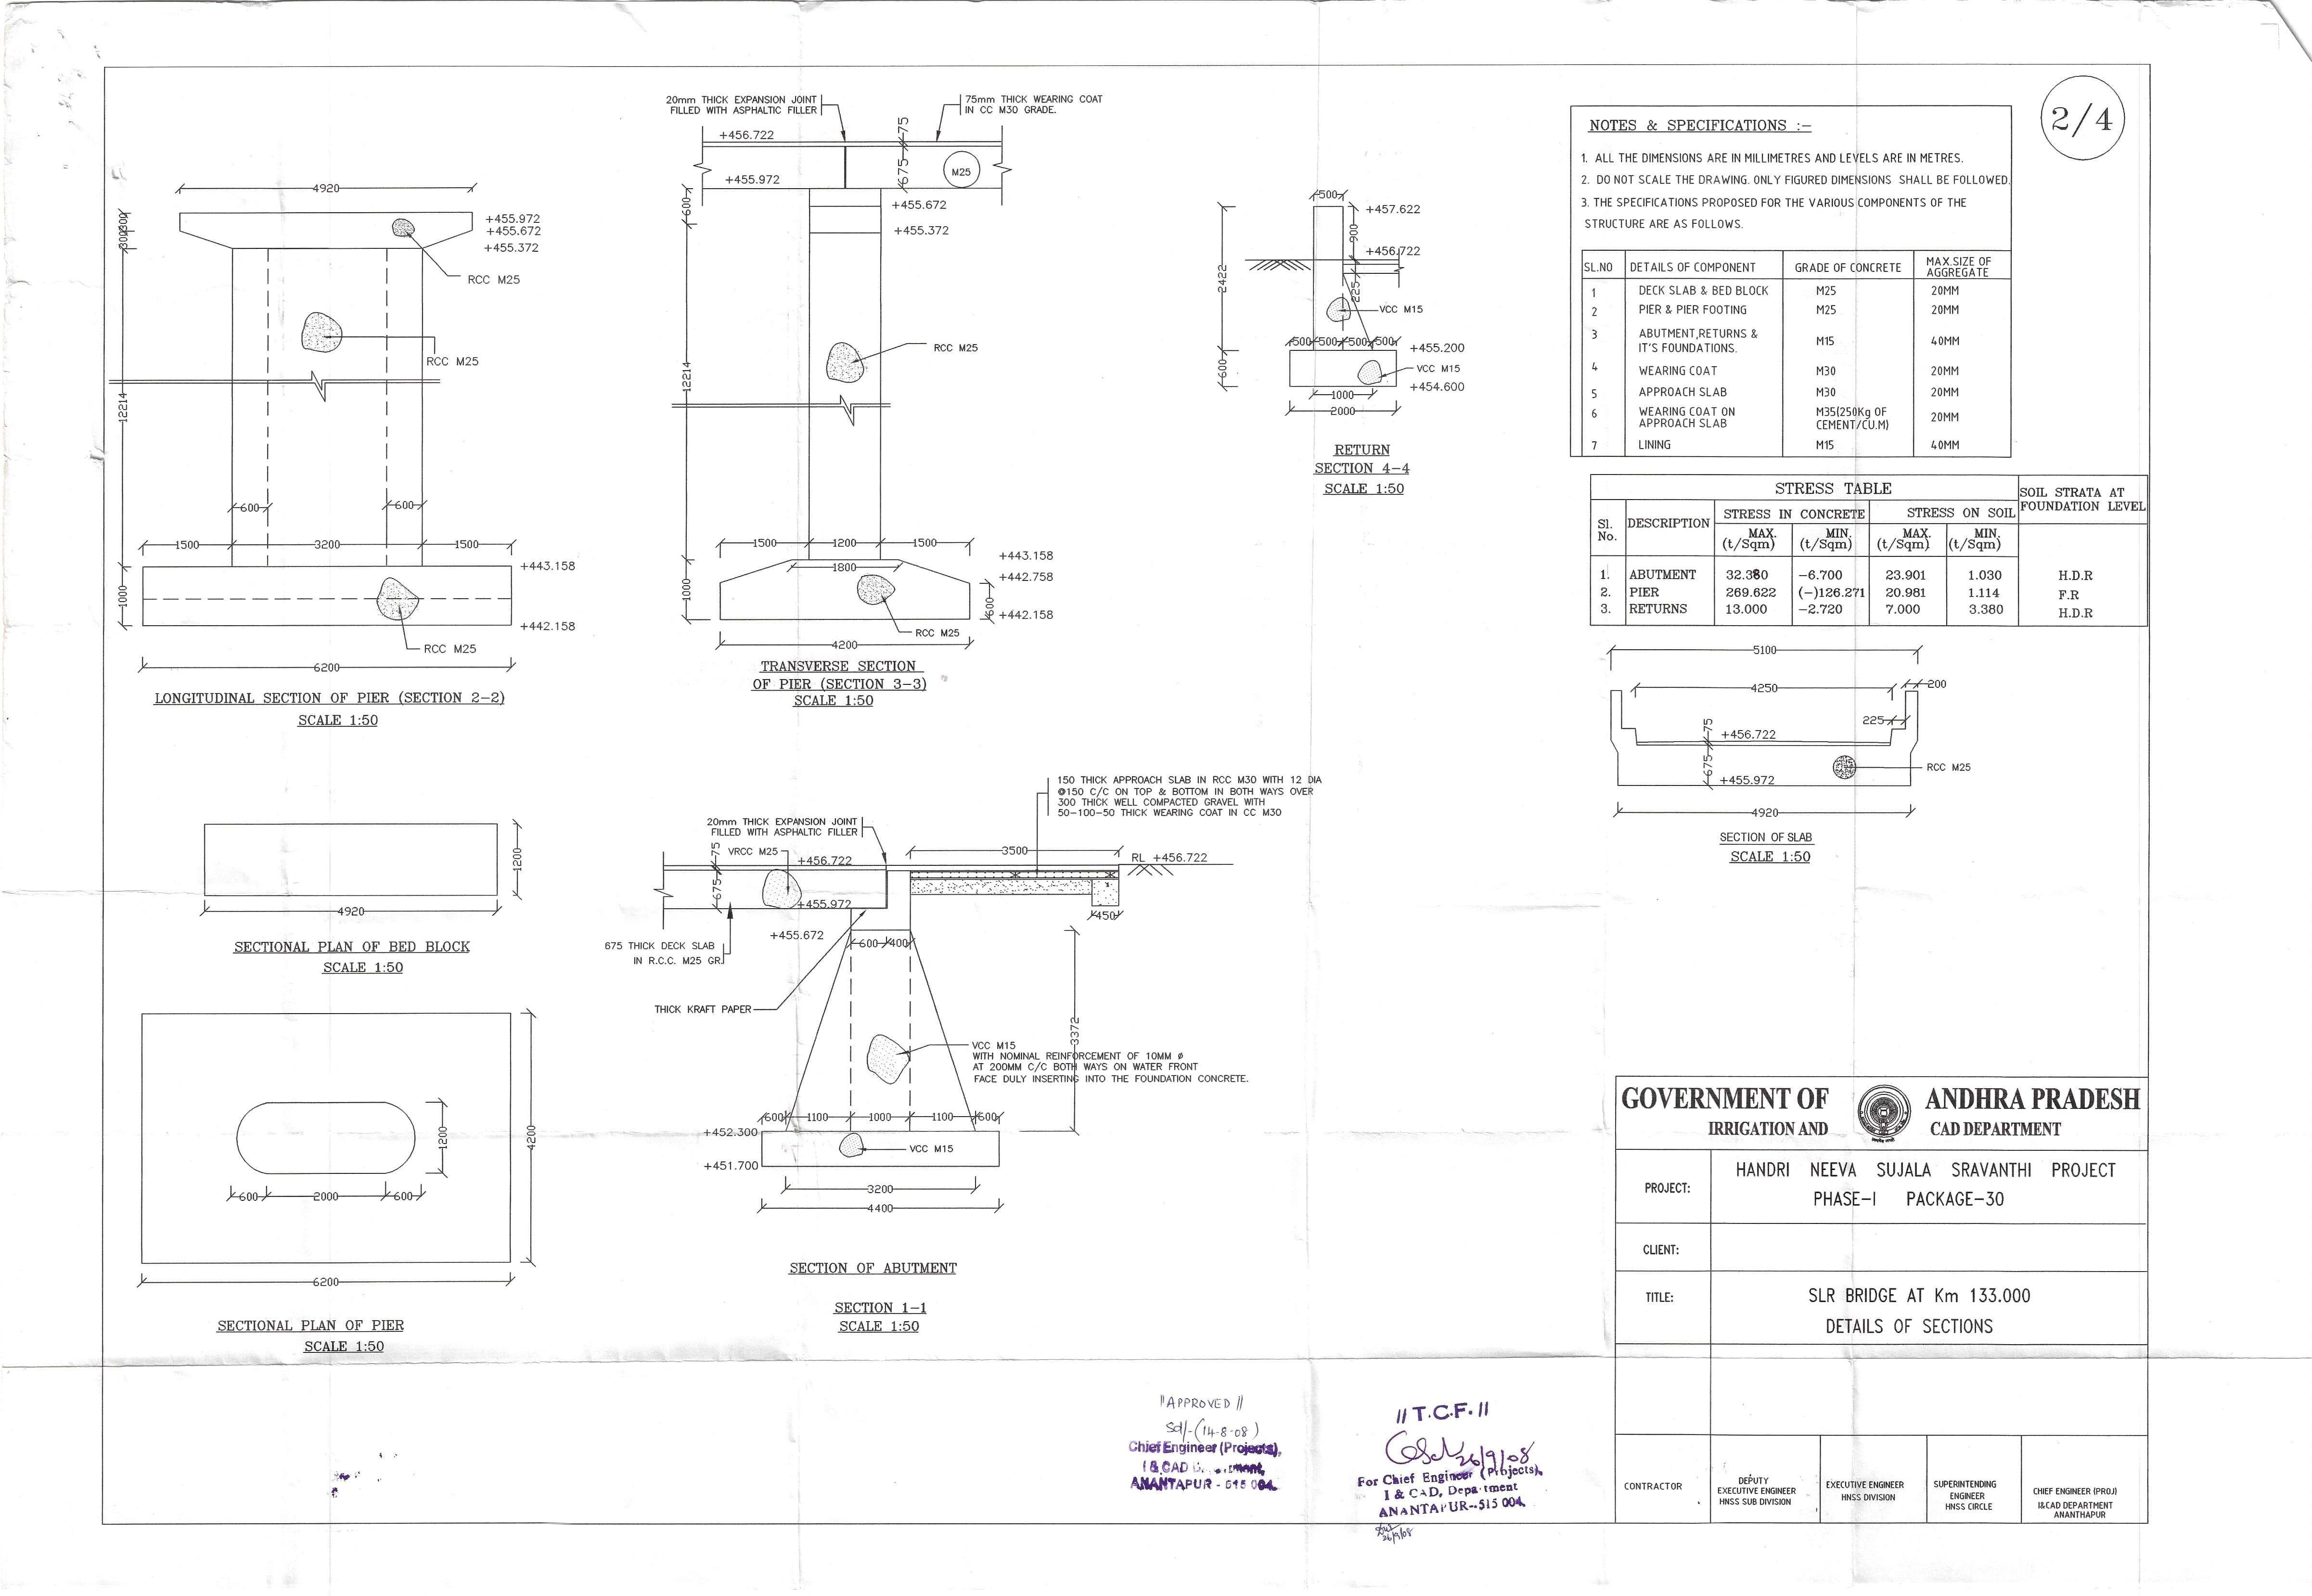 2/4
20mm THICK EXPANSION JOINT
FILLED WITH ASPHALTIC FILLER
75mm THICK WEARING COAT
IN CC M30 GRADE.
+456.722
75
675
M25
+455.972
600
+455.672
+455.372
12214
RCC M25
1500
1200
1500
+443.158
1800
+442.758
1000
600
+442.158
RCC M25
4200
TRANSVERSE SECTION
OF PIER (SECTION 3-3)
SCALE 1:50
4920
300
300
+455.972
+455.672
+455.372
RCC M25
RCC M25
12214
600
600
1500
3200
1500
+443.158
1000
+442.158
RCC M25
6200
LONGITUDINAL SECTION OF PIER (SECTION 2-2)
SCALE 1:50
500
+457.622
900
+456.722
2422
225
VCC M15
500
500
500
500
+455.200
600
VCC M15
+454.600
1000
2000
RETURN
SECTION 4-4
SCALE 1:50
NOTES & SPECIFICATIONS :-
1. ALL THE DIMENSIONS ARE IN MILLIMETRES AND LEVELS ARE IN METRES.
2. DO NOT SCALE THE DRAWING. ONLY FIGURED DIMENSIONS SHALL BE FOLLOWED.
3. THE SPECIFICATIONS PROPOSED FOR THE VARIOUS COMPONENTS OF THE
STRUCTURE ARE AS FOLLOWS.
SL.NO DETAILS OF COMPONENT GRADE OF CONCRETE MAX.SIZE OF AGGREGATE
1 DECK SLAB & BED BLOCK M25 20MM
2 PIER & PIER FOOTING M25 20MM
3 ABUTMENT,RETURNS & IT'S FOUNDATIONS. M15 40MM
4 WEARING COAT M30 20MM
5 APPROACH SLAB M30 20MM
6 WEARING COAT ON APPROACH SLAB M35(250Kg OF CEMENT/CU.M) 20MM
7 LINING M15 40MM
STRESS TABLE
SOIL STRATA AT
FOUNDATION LEVEL
Sl. No. DESCRIPTION STRESS IN CONCRETE STRESS ON SOIL
MAX. (t/Sqm) MIN. (t/Sqm) MAX. (t/Sqm) MIN. (t/Sqm)
1. ABUTMENT 32.380 -6.700 23.901 1.030 H.D.R
2. PIER 269.622 (-)126.271 20.981 1.114 F.R
3. RETURNS 13.000 -2.720 7.000 3.380 H.D.R
5100
4250
200
225
75
+456.722
675
RCC M25
+455.972
4920
SECTION OF SLAB
SCALE 1:50
1200
4920
SECTIONAL PLAN OF BED BLOCK
SCALE 1:50
1200
4200
600
2000
600
6200
SECTIONAL PLAN OF PIER
SCALE 1:50
150 THICK APPROACH SLAB IN RCC M30 WITH 12 DIA
@150 C/C ON TOP & BOTTOM IN BOTH WAYS OVER
300 THICK WELL COMPACTED GRAVEL WITH
50-100-50 THICK WEARING COAT IN CC M30
20mm THICK EXPANSION JOINT
FILLED WITH ASPHALTIC FILLER
VRCC M25
75
+456.722
3500
RL +456.722
675
+455.972
450
+455.672
600
400
675 THICK DECK SLAB
IN R.C.C. M25 GR.
THICK KRAFT PAPER
3372
VCC M15
WITH NOMINAL REINFORCEMENT OF 10MM ø
AT 200MM C/C BOTH WAYS ON WATER FRONT
FACE DULY INSERTING INTO THE FOUNDATION CONCRETE.
600
1100
1000
1100
600
+452.300
VCC M15
+451.700
3200
4400
SECTION OF ABUTMENT
SECTION 1-1
SCALE 1:50
GOVERNMENT OF ANDHRA PRADESH
IRRIGATION AND CAD DEPARTMENT
PROJECT: HANDRI NEEVA SUJALA SRAVANTHI PROJECT
PHASE-I PACKAGE-30
CLIENT:
TITLE: SLR BRIDGE AT Km 133.000
DETAILS OF SECTIONS
CONTRACTOR
DEPUTY
EXECUTIVE ENGINEER
HNSS SUB DIVISION
EXECUTIVE ENGINEER
HNSS DIVISION
SUPERINTENDING
ENGINEER
HNSS CIRCLE
CHIEF ENGINEER (PROJ)
I&CAD DEPARTMENT
ANANTHAPUR
// APPROVED //
Sd/-(14-8-08)
Chief Engineer (Projects),
I & CAD
ANANTAPUR - 515 004.
// T.C.F. //
26/9/08
For Chief Engineer (Projects),
I & CAD, Department
ANANTAPUR--515 004.
26/9/08